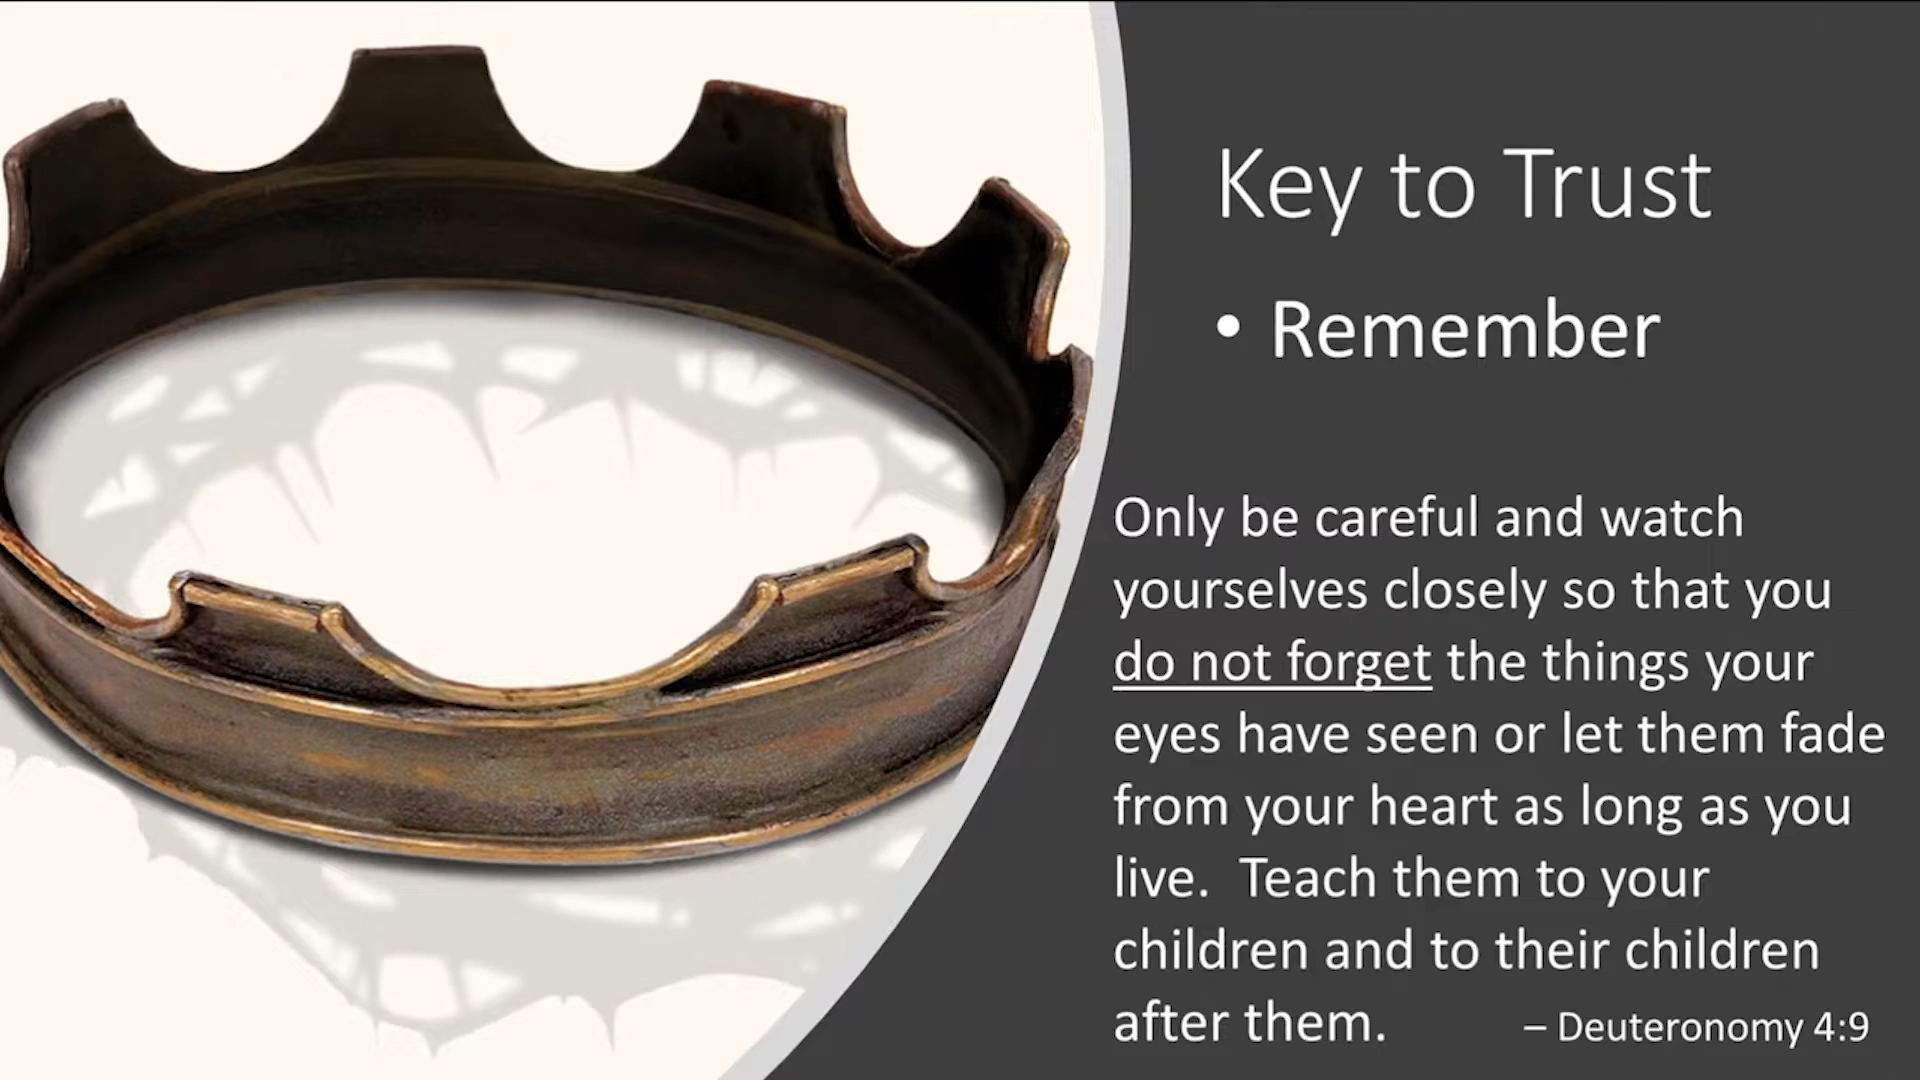 Key to Trust
• Remember
Only be careful and watch
yourselves closely so that you
do not forget the things your
eyes have seen or let them fade
from your heart as long as you
live.  Teach them to your
children and to their children
after them. – Deuteronomy 4:9